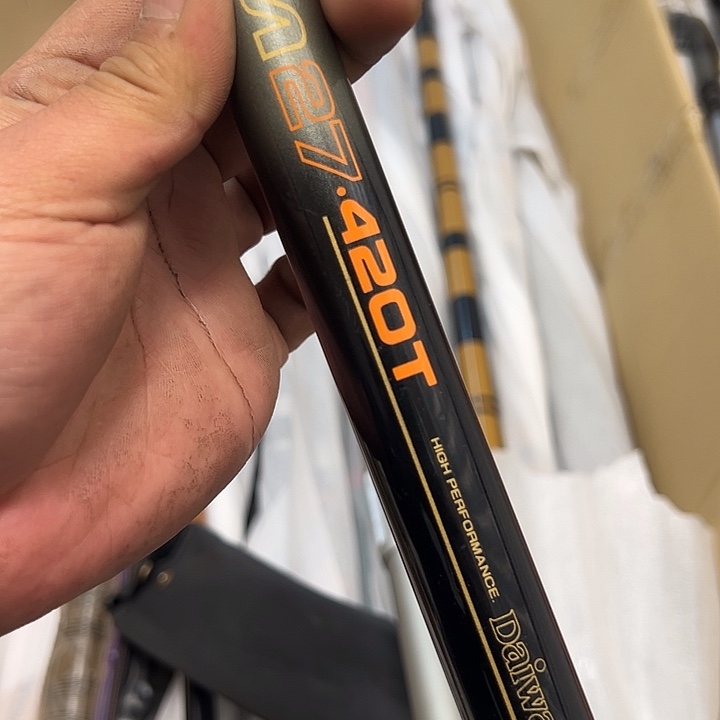 27·420T
HIGH PERFORMANCE.
Daiwa